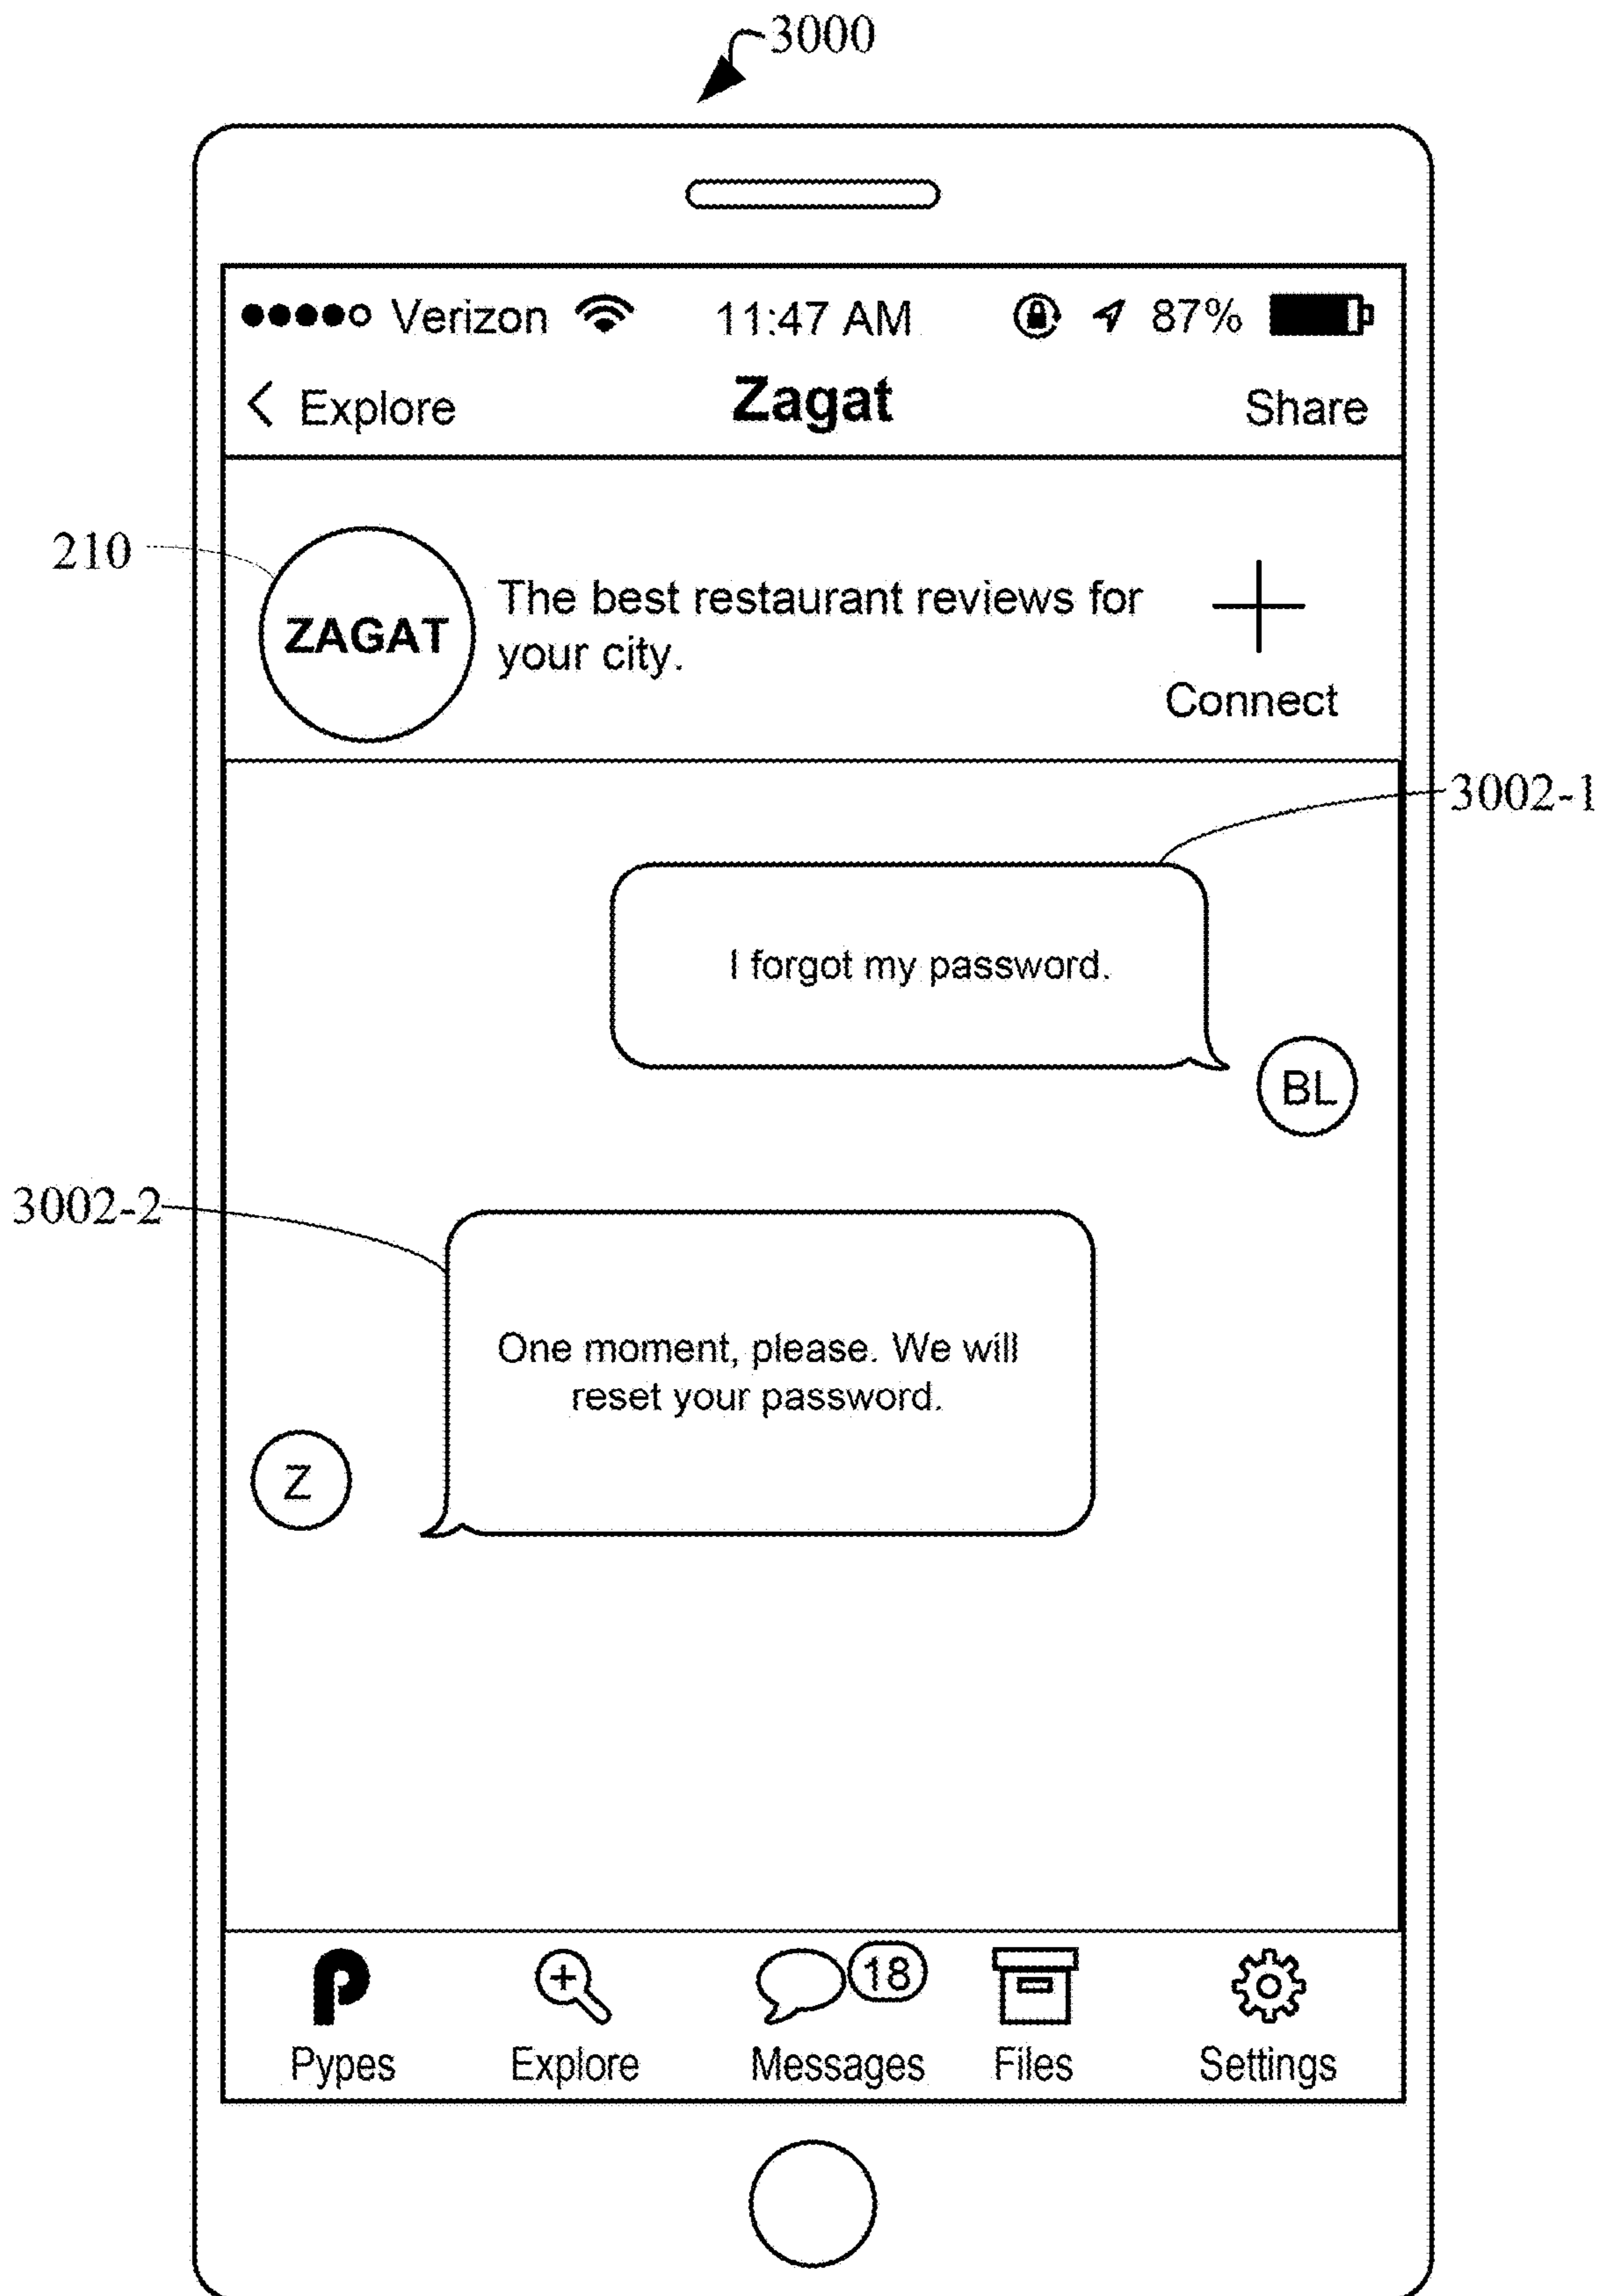 3000
Verizon 11:47 AM 87%
Explore Zagat Share
210
ZAGAT
The best restaurant reviews for
your city.
Connect
3002-1
I forgot my password.
BL
3002-2
One moment, please. We will
reset your password.
Z
18
Pypes Explore Messages Files Settings